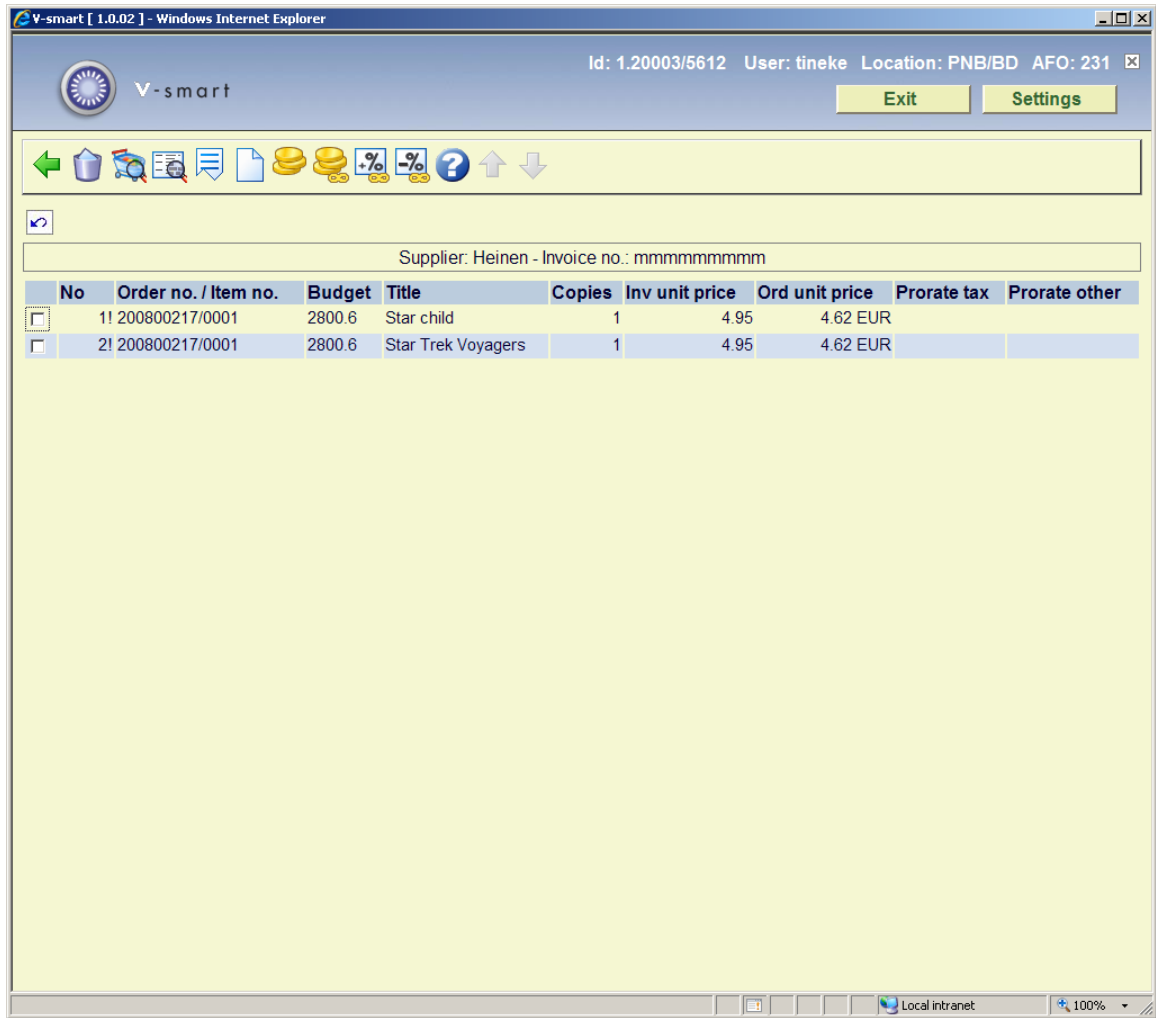 V-smart [ 1.0.02 ] - Windows Internet Explorer
Id: 1.20003/5612 User: tineke Location: PNB/BD AFO: 231
V-smart
Exit Settings
+% -% ?
Supplier: Heinen - Invoice no.: mmmmmmmmmm
No Order no. / Item no. Budget Title Copies Inv unit price Ord unit price Prorate tax Prorate other
1! 200800217/0001 2800.6 Star child 1 4.95 4.62 EUR
2! 200800217/0001 2800.6 Star Trek Voyagers 1 4.95 4.62 EUR
Local intranet 100%